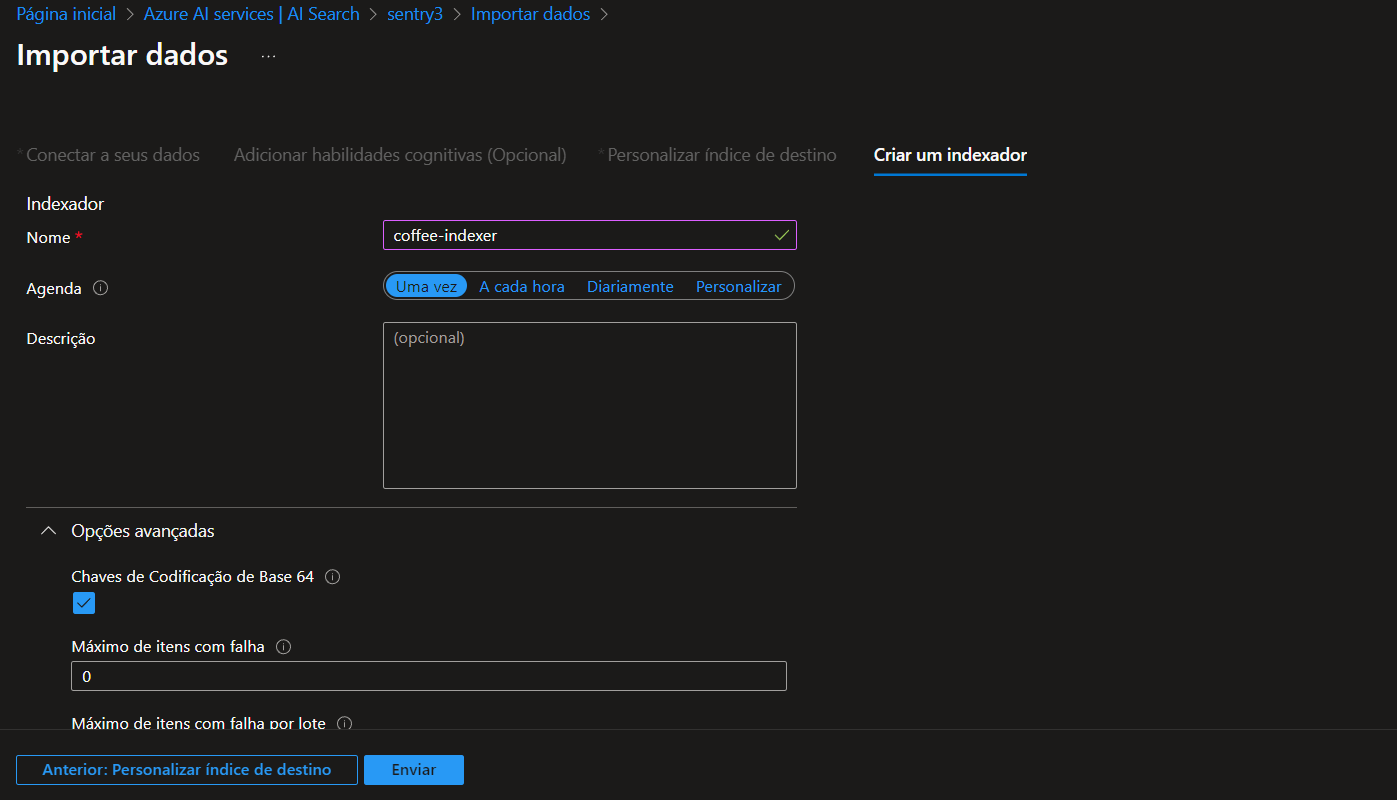 Página inicial > Azure AI services | AI Search > sentry3 > Importar dados >
Importar dados ...
* Conectar a seus dados Adicionar habilidades cognitivas (Opcional) * Personalizar índice de destino Criar um indexador
Indexador
Nome * coffee-indexer
Agenda Uma vez A cada hora Diariamente Personalizar
Descrição (opcional)
Opções avançadas
Chaves de Codificação de Base 64
Máximo de itens com falha
0
Máximo de itens com falha por lote
Anterior: Personalizar índice de destino Enviar